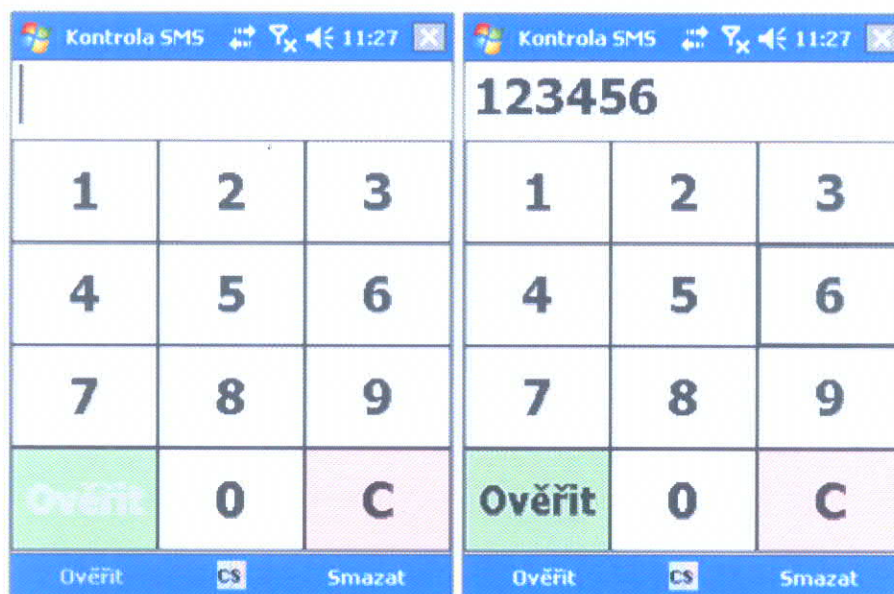 Kontrola SMS 11:27
1 2 3
4 5 6
7 8 9
Ověřit 0 C
Ověřit CS Smazat
Kontrola SMS 11:27
123456
1 2 3
4 5 6
7 8 9
Ověřit 0 C
Ověřit CS Smazat